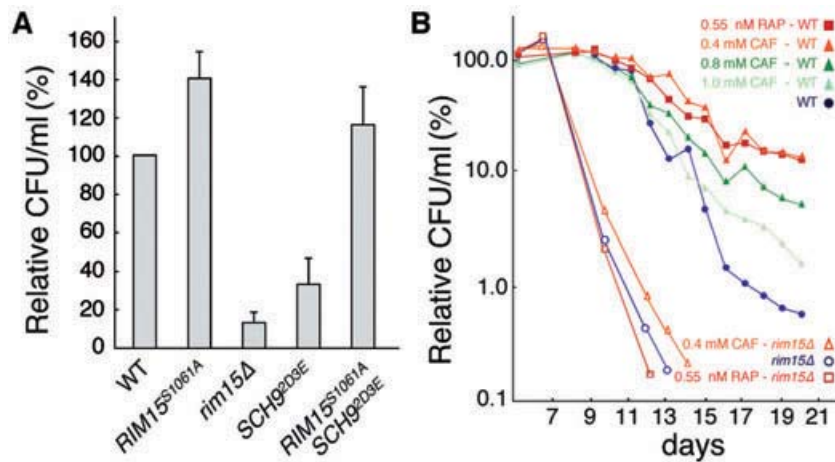 A
Relative CFU/ml (%)
160
140
120
100
80
60
40
20
0
WT
RIM15S1061A
rim15Δ
SCH92D3E
RIM15S1061A
SCH92D3E
B
Relative CFU/ml (%)
100.0
10.0
1.0
0.1
0.55 nM RAP - WT
0.4 mM CAF - WT
0.8 mM CAF - WT
1.0 mM CAF - WT
WT
0.4 mM CAF - rim15Δ
rim15Δ
0.55 nM RAP - rim15Δ
7 9 11 13 15 17 19 21
days